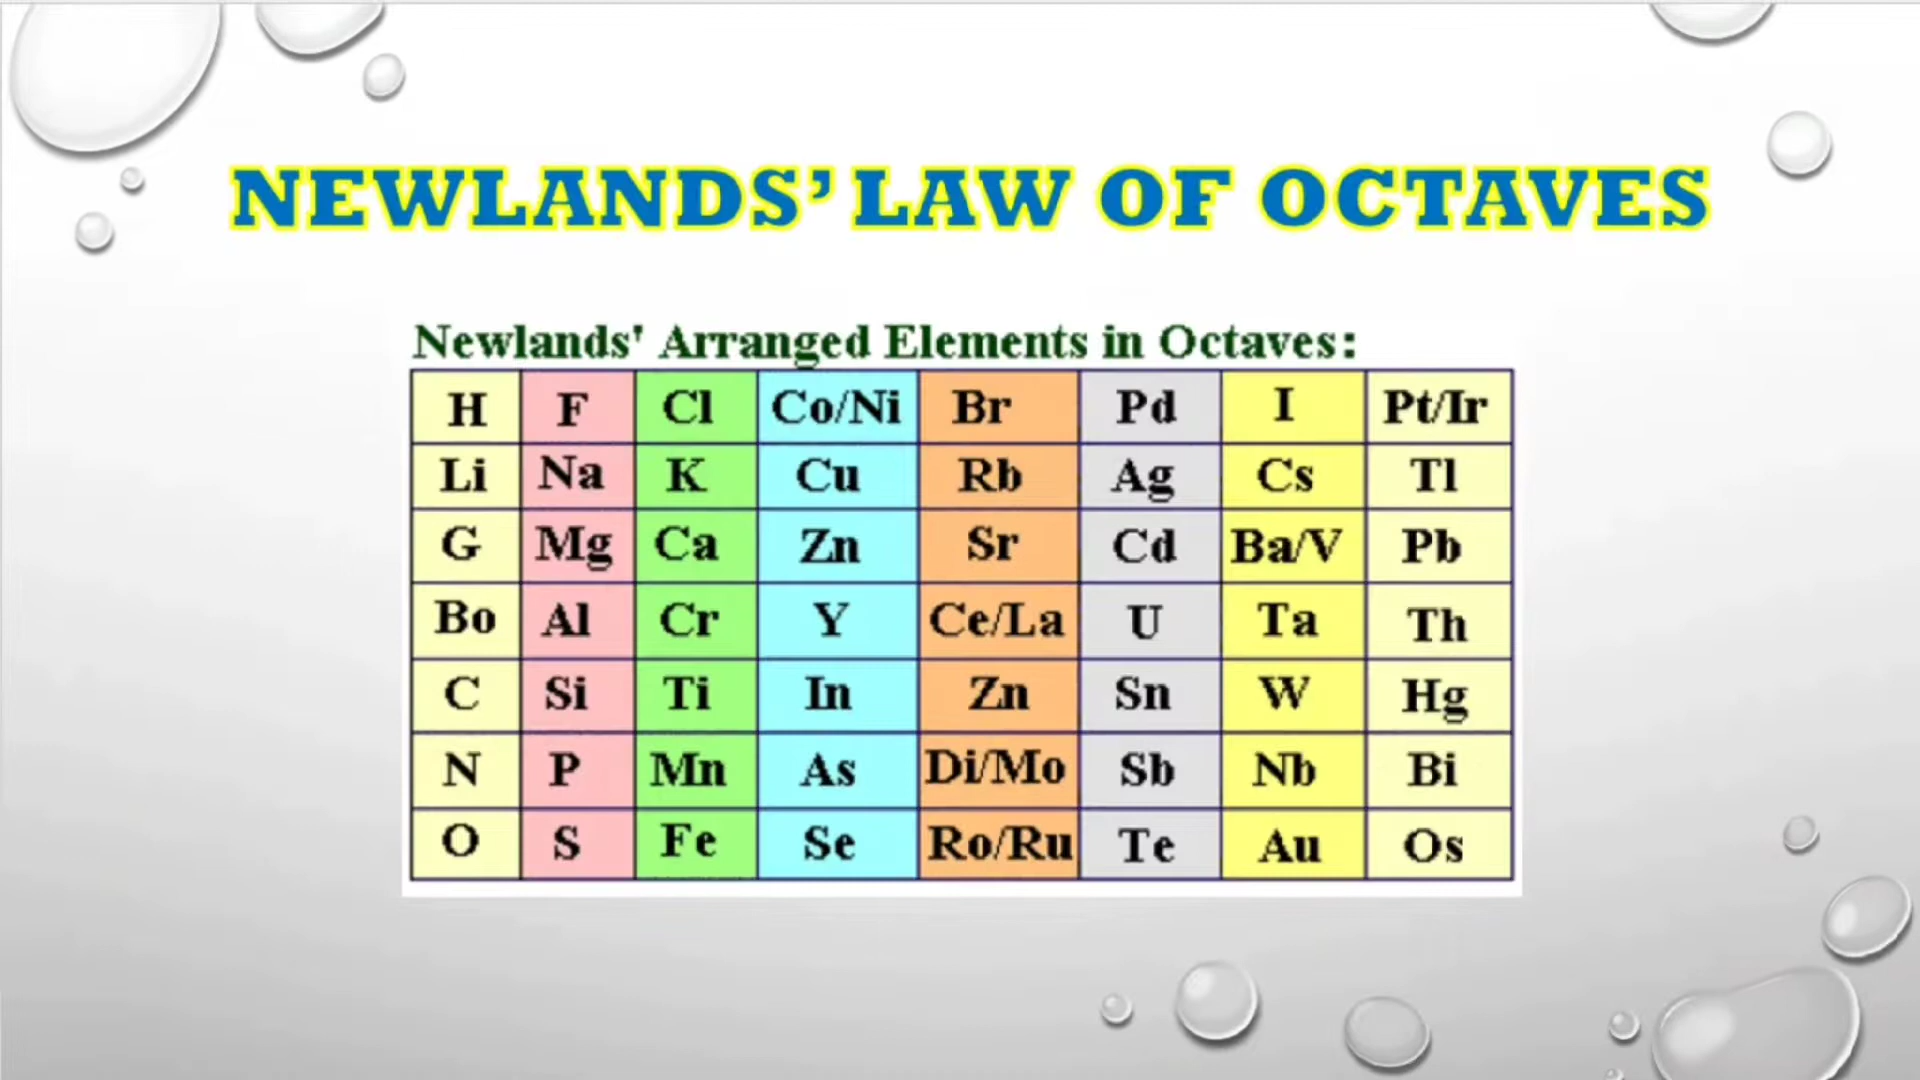 NEWLANDS’ LAW OF OCTAVES
Newlands' Arranged Elements in Octaves:
H F Cl Co/Ni Br Pd I Pt/Ir
Li Na K Cu Rb Ag Cs Tl
G Mg Ca Zn Sr Cd Ba/V Pb
Bo Al Cr Y Ce/La U Ta Th
C Si Ti In Zn Sn W Hg
N P Mn As Di/Mo Sb Nb Bi
O S Fe Se Ro/Ru Te Au Os